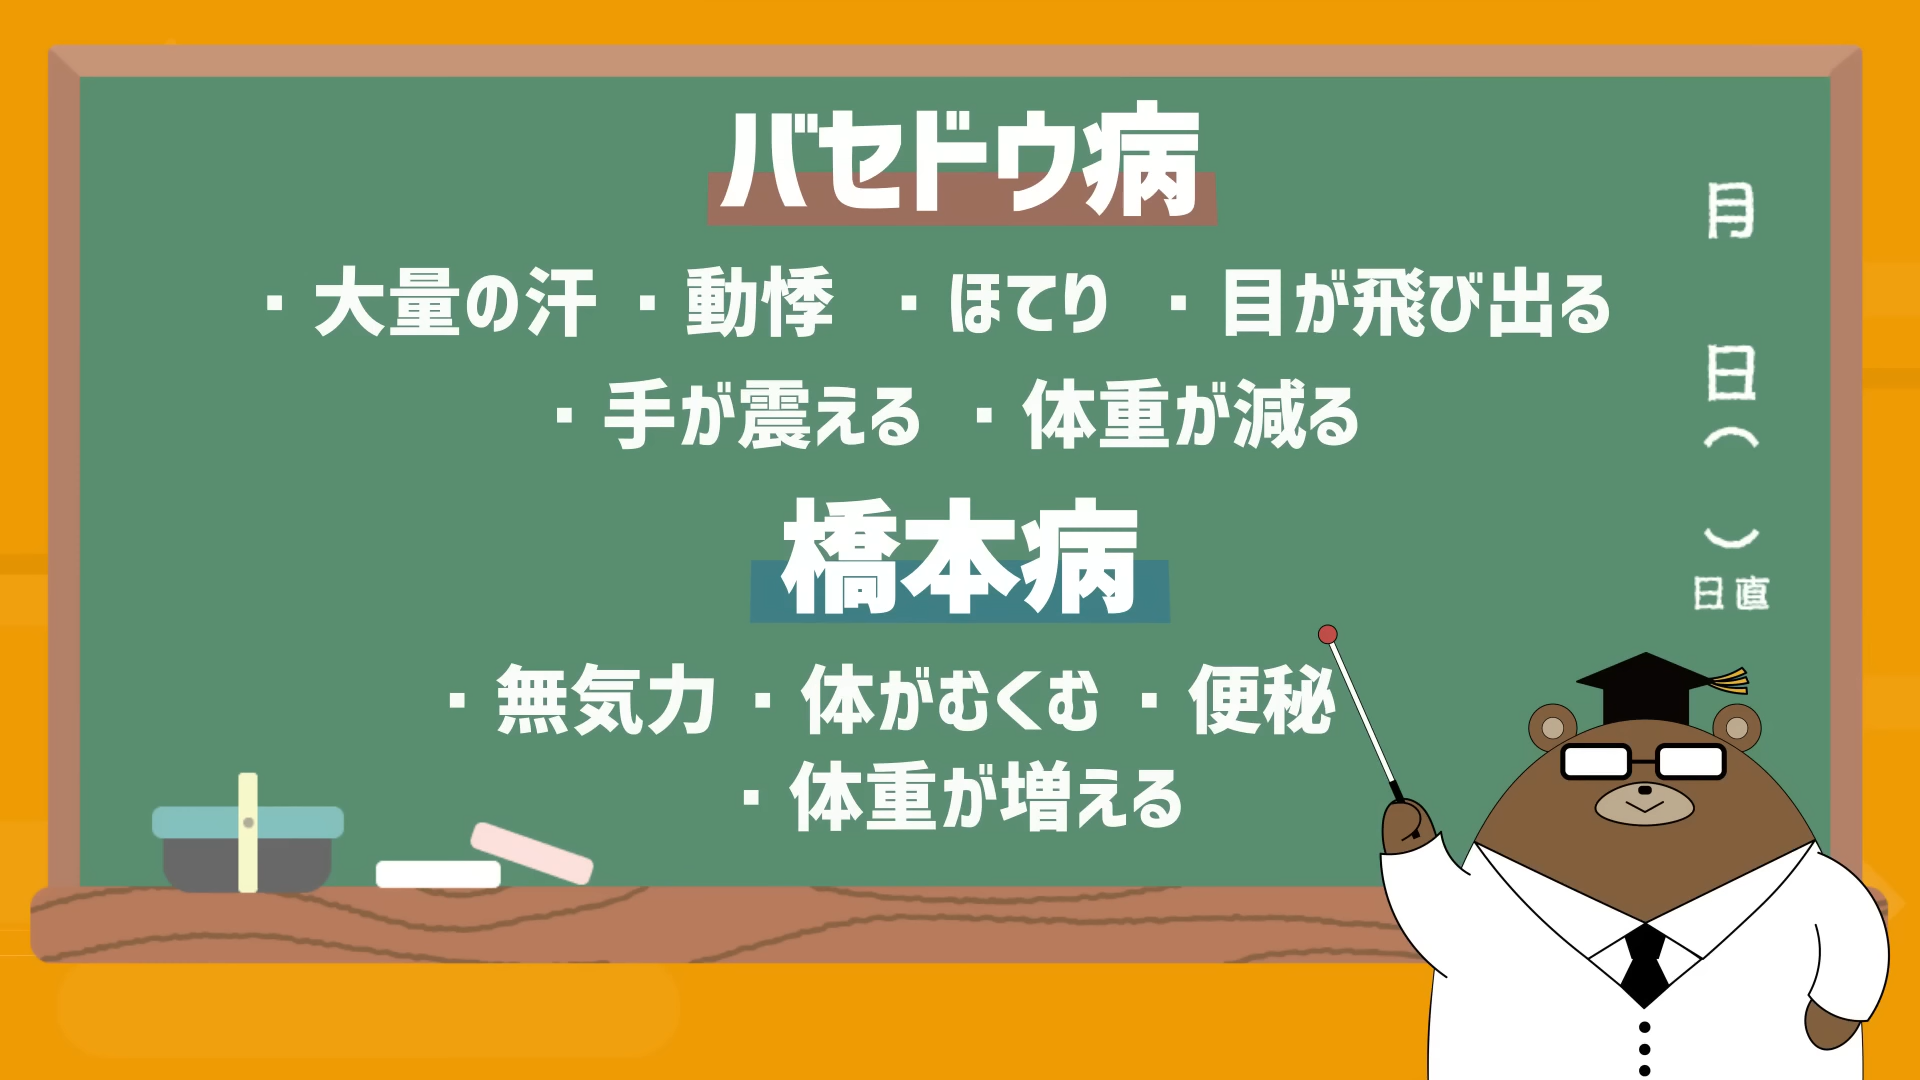 バセドウ病
・大量の汗 ・動悸 ・ほてり ・目が飛び出る
・手が震える ・体重が減る
橋本病
・無気力 ・体がむくむ ・便秘
・体重が増える
月
日
（ ）
日直